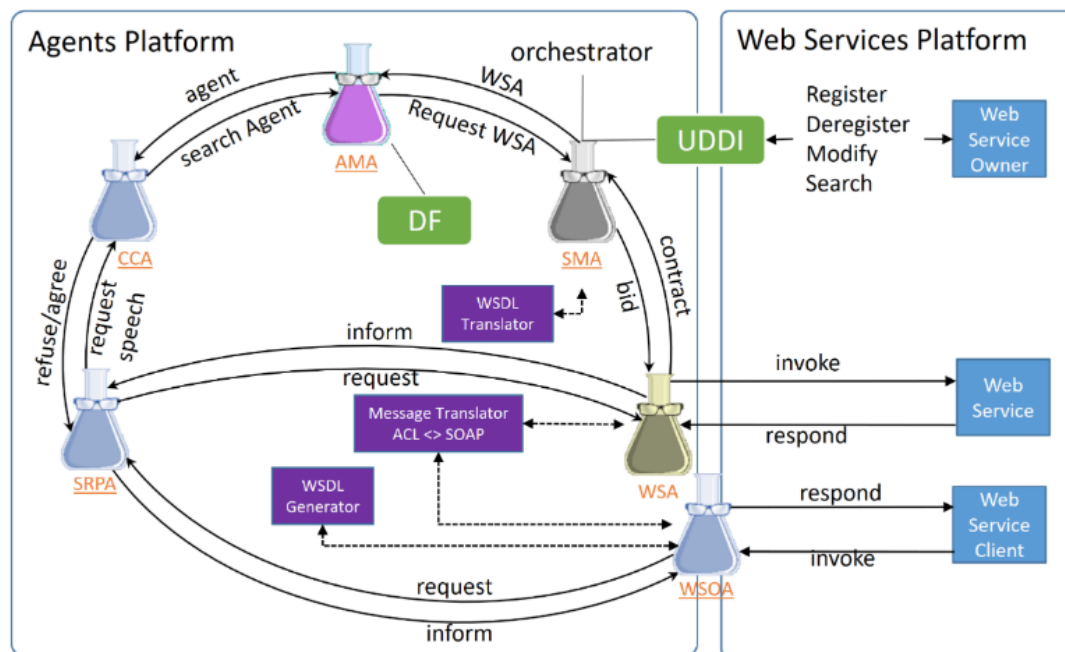 Agents Platform
Web Services Platform
orchestrator
agent
search Agent
WSA
Request WSA
AMA
DF
UDDI
Register
Deregister
Modify
Search
Web
Service
Owner
CCA
SMA
refuse/agree
request
speech
WSDL
Translator
bid
contract
inform
request
invoke
Web
Service
respond
Message Translator
ACL <> SOAP
SRPA
WSA
WSDL
Generator
respond
Web
Service
Client
invoke
WSOA
request
inform